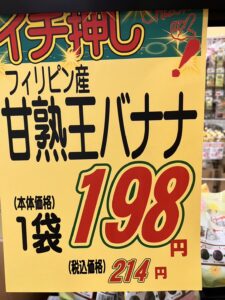 イチ押し
!
フィリピン産
甘熟王バナナ
(本体価格)
1袋 198円
(税込価格) 214円